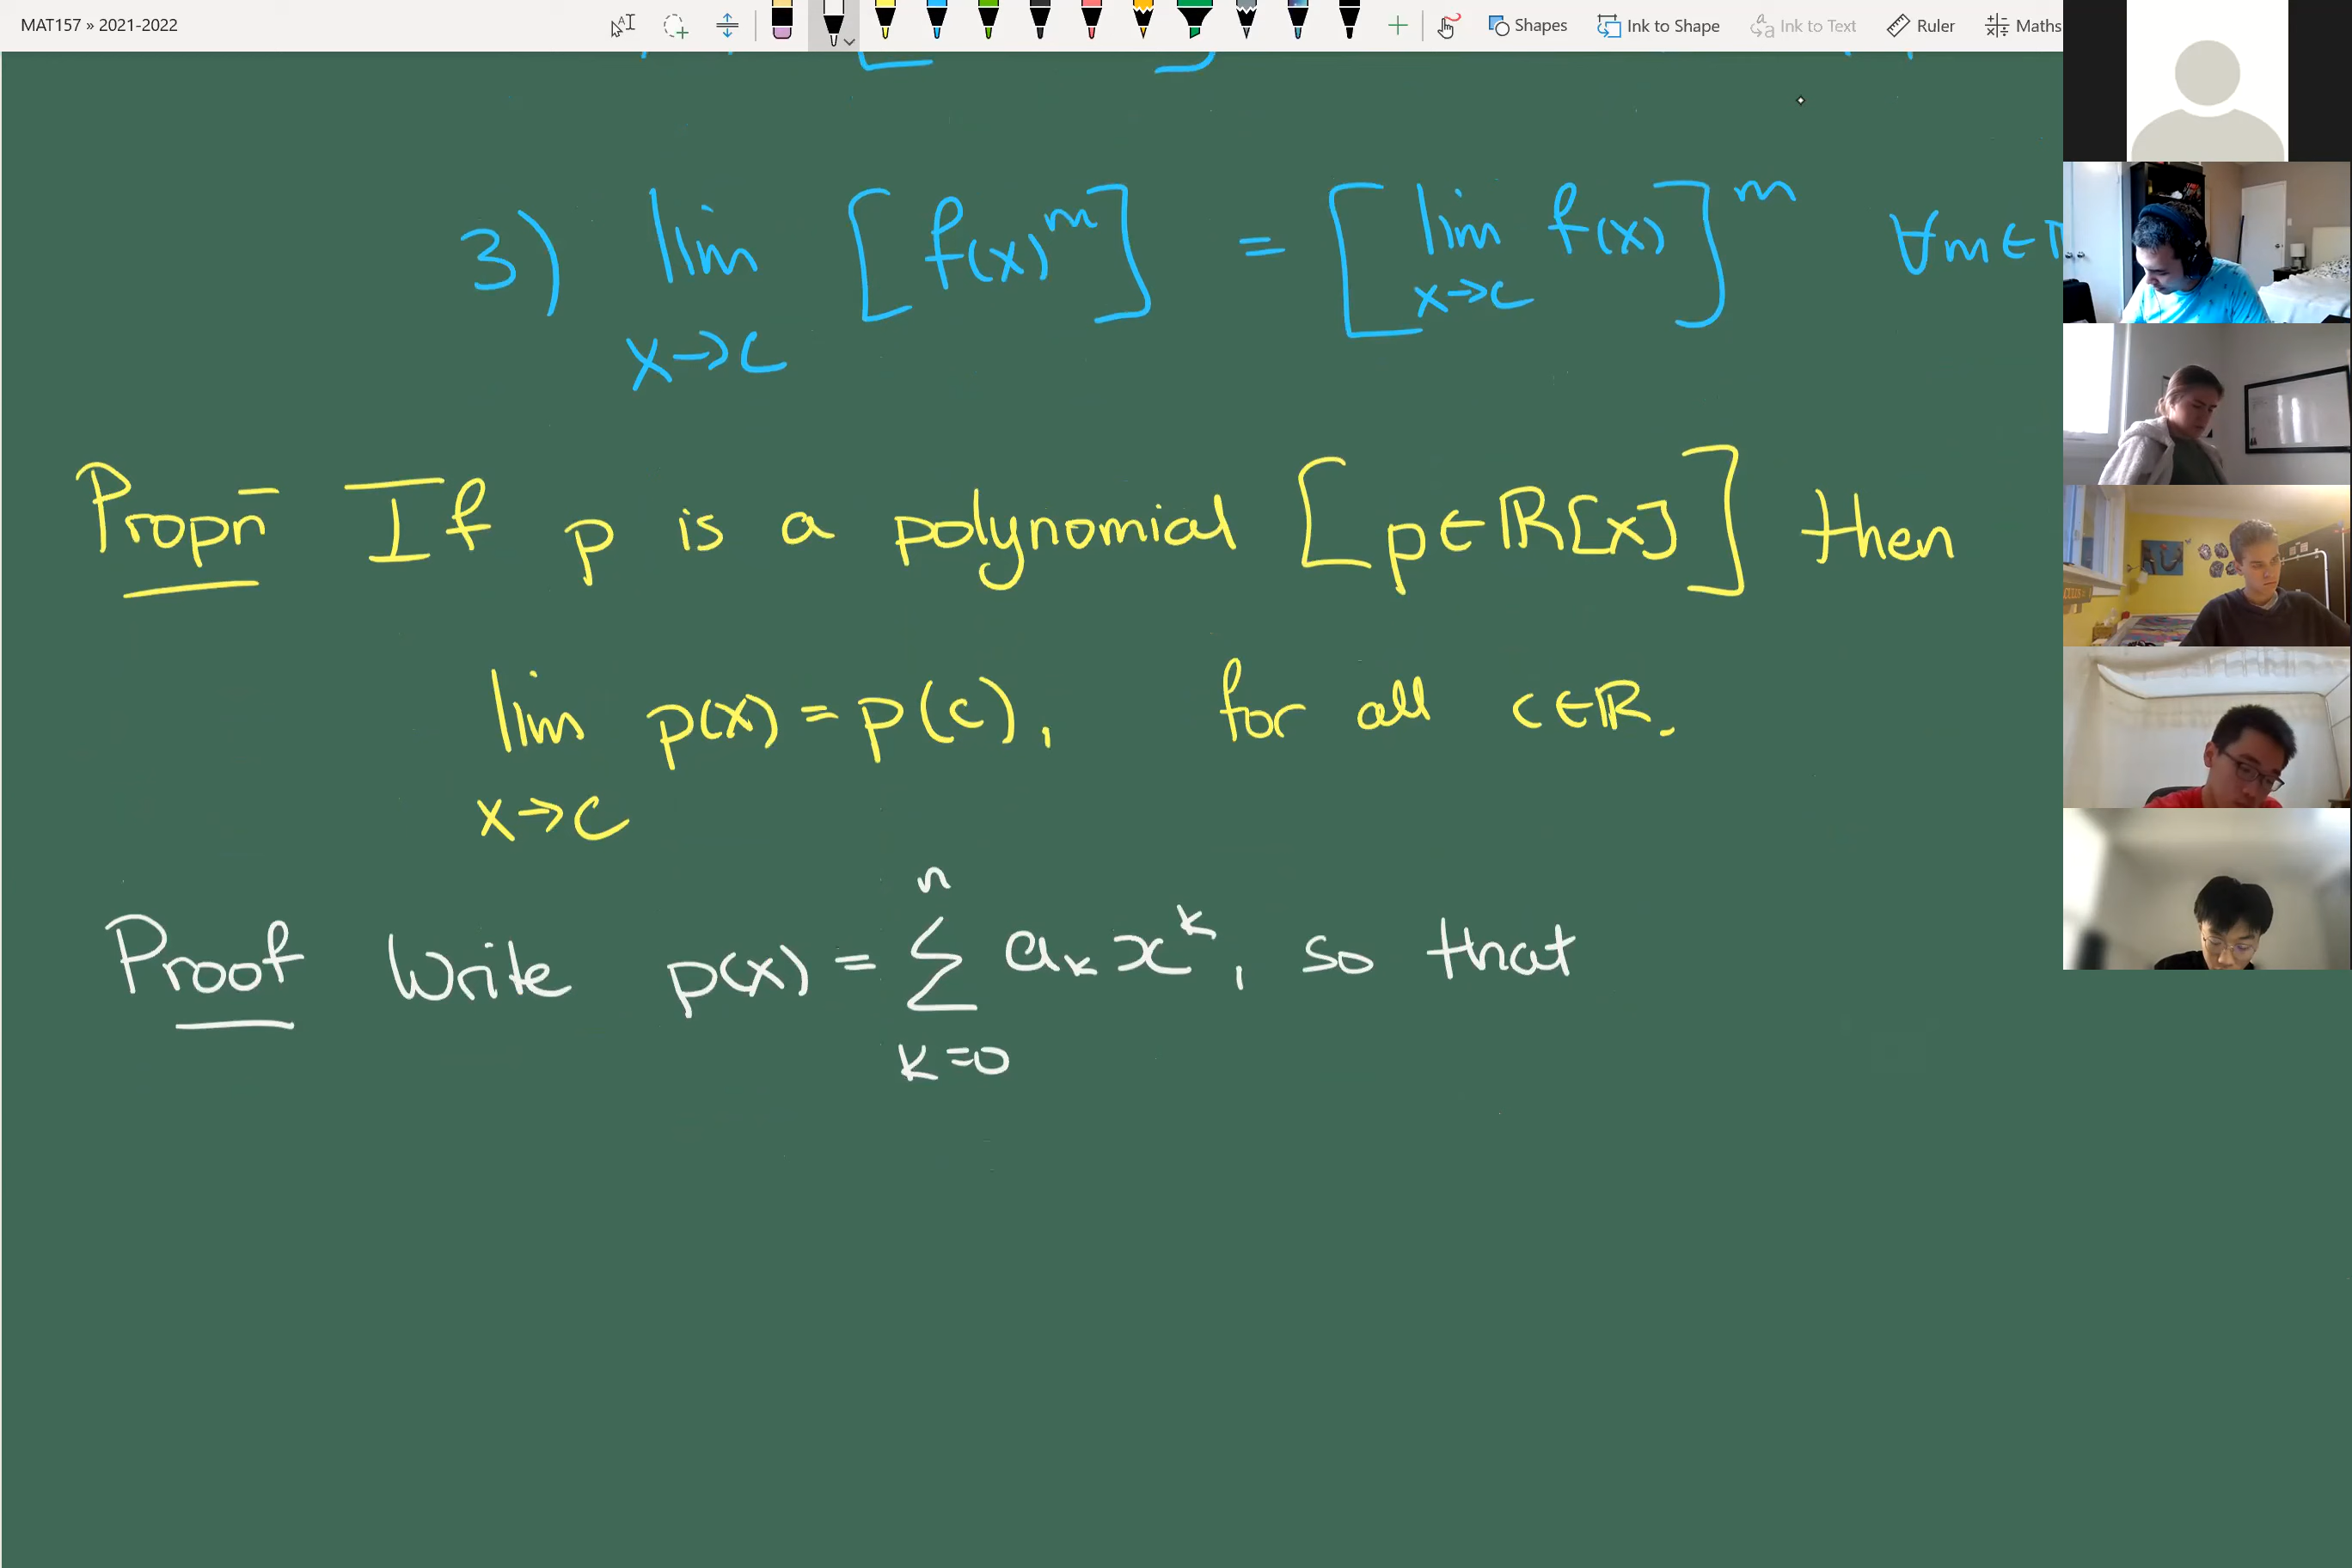 MAT157 » 2021-2022
Shapes Ink to Shape Ink to Text Ruler Maths
3) lim x→c [f(x)^m] = [lim x→c f(x)]^m ∀m∈
Propn If p is a polynomial [p∈ℝ[x]] then
lim x→c p(x) = p(c), for all c∈ℝ.
Proof Write p(x) = ∑_{k=0}^{n} a_k x^k, so that